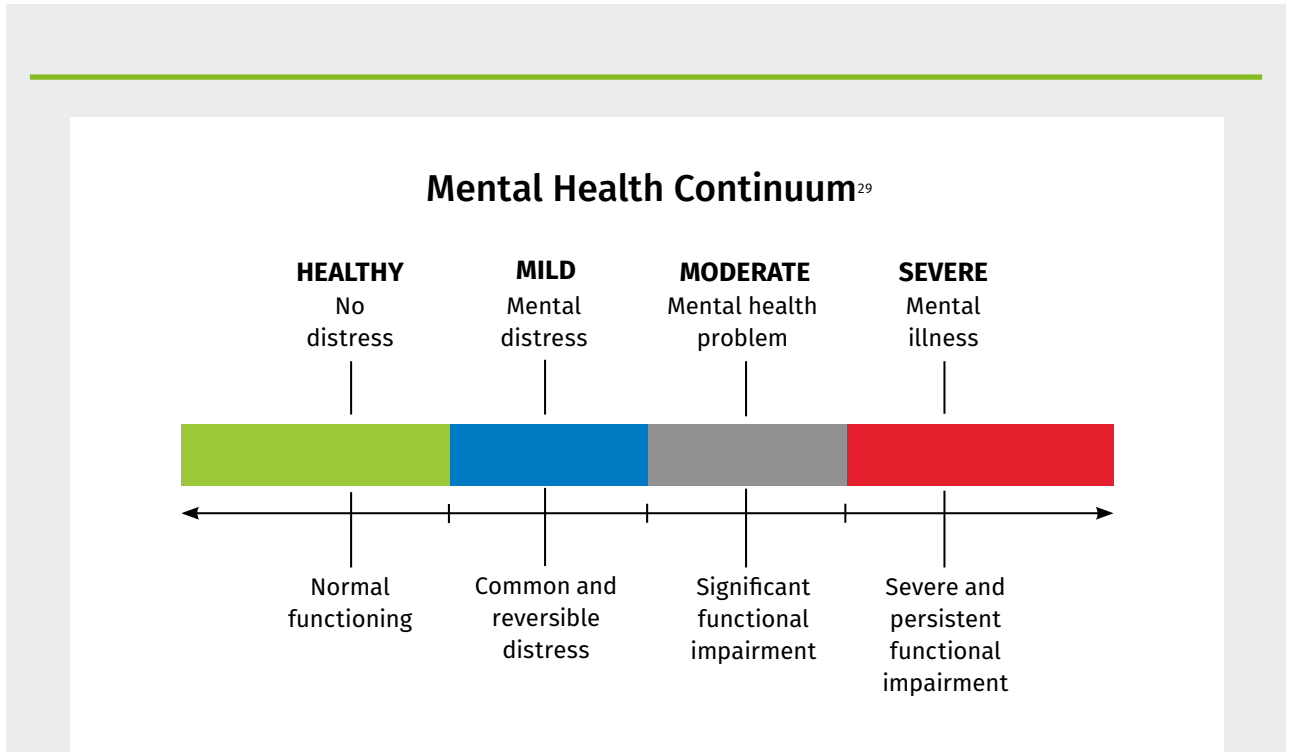 Mental Health Continuum29
HEALTHY
No
distress
MILD
Mental
distress
MODERATE
Mental health
problem
SEVERE
Mental
illness
Normal
functioning
Common and
reversible
distress
Significant
functional
impairment
Severe and
persistent
functional
impairment